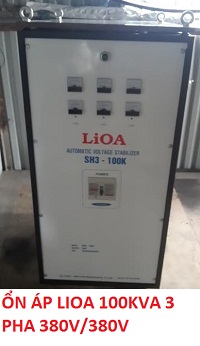 LiOA
AUTOMATIC VOLTAGE STABILIZER
SH3 - 100K
ỔN ÁP LIOA 100KVA 3
PHA 380V/380V